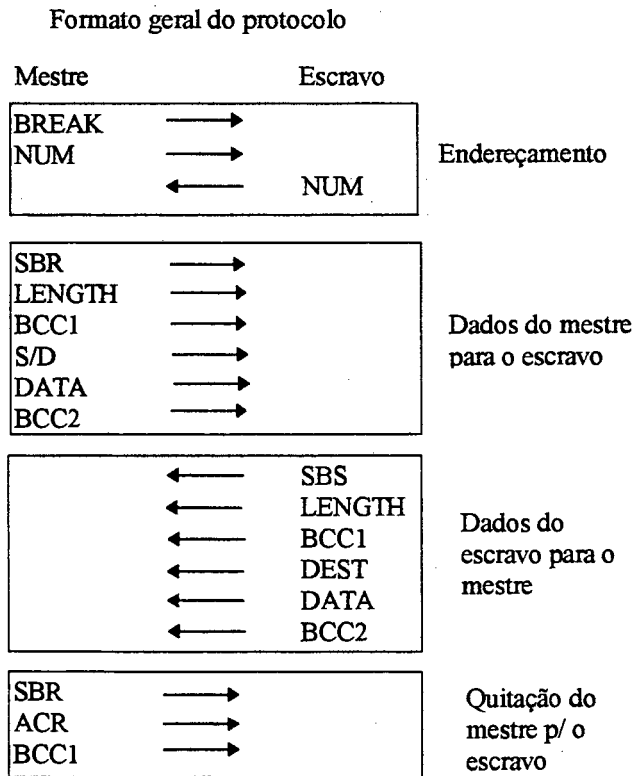 Formato geral do protocolo
Mestre Escravo
BREAK
NUM
NUM
Endereçamento
SBR
LENGTH
BCC1
S/D
DATA
BCC2
Dados do mestre
para o escravo
SBS
LENGTH
BCC1
DEST
DATA
BCC2
Dados do
escravo para o
mestre
SBR
ACR
BCC1
Quitação do
mestre p/ o
escravo